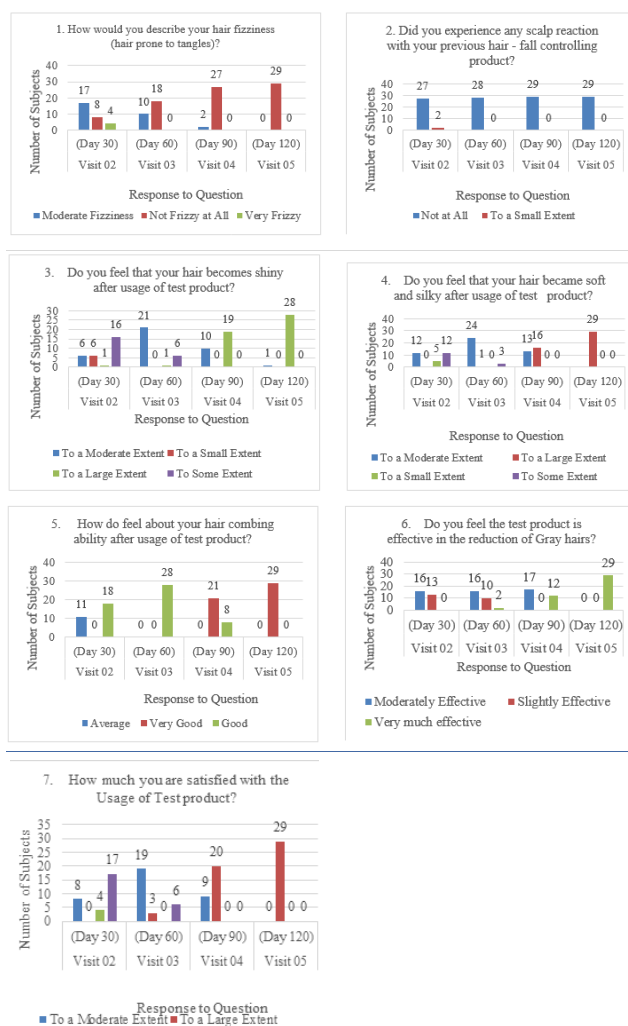 1. How would you describe your hair fizziness
(hair prone to tangles)?
Number of Subjects
40
30
20
10
0
17 8 4 10 18 0 2 27 0 0 29 0
(Day 30) (Day 60) (Day 90) (Day 120)
Visit 02 Visit 03 Visit 04 Visit 05
Response to Question
Moderate Fizziness Not Frizzy at All Very Frizzy
2. Did you experience any scalp reaction
with your previous hair - fall controlling
product?
Number of Subjects
40
30
20
10
0
27 2 28 0 29 0 29 0
(Day 30) (Day 60) (Day 90) (Day 120)
Visit 02 Visit 03 Visit 04 Visit 05
Response to Question
Not at All To a Small Extent
3. Do you feel that your hair becomes shiny
after usage of test product?
Number of Subjects
30
25
20
15
10
5
0
6 6 1 16 21 0 1 6 10 0 19 0 1 0 28 0
(Day 30) (Day 60) (Day 90) (Day 120)
Visit 02 Visit 03 Visit 04 Visit 05
Response to Question
To a Moderate Extent To a Small Extent
To a Large Extent To Some Extent
4. Do you feel that your hair became soft
and silky after usage of test product?
Number of Subjects
40
30
20
10
0
12 0 5 12 24 1 0 3 13 16 0 0 29 0 0
(Day 30) (Day 60) (Day 90) (Day 120)
Visit 02 Visit 03 Visit 04 Visit 05
Response to Question
To a Moderate Extent To a Large Extent
To a Small Extent To Some Extent
5. How do feel about your hair combing
ability after usage of test product?
Number of Subjects
40
30
20
10
0
11 0 18 0 0 28 0 21 8 0 29 0
(Day 30) (Day 60) (Day 90) (Day 120)
Visit 02 Visit 03 Visit 04 Visit 05
Response to Question
Average Very Good Good
6. Do you feel the test product is
effective in the reduction of Gray hairs?
Number of Subjects
40
30
20
10
0
16 13 0 16 10 2 17 0 12 0 0 29
(Day 30) (Day 60) (Day 90) (Day 120)
Visit 02 Visit 03 Visit 04 Visit 05
Response to Question
Moderately Effective Slightly Effective
Very much effective
7. How much you are satisfied with the
Usage of Test product?
Number of Subjects
35
30
25
20
15
10
5
0
8 0 4 17 19 3 0 6 9 20 0 0 0 29 0 0
(Day 30) (Day 60) (Day 90) (Day 120)
Visit 02 Visit 03 Visit 04 Visit 05
Response to Question
To a Moderate Extent To a Large Extent